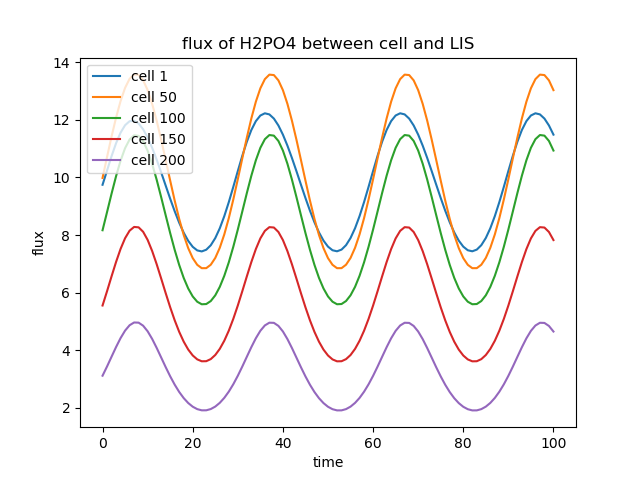 flux of H2PO4 between cell and LIS
14
12
10
8
6
4
2
flux
cell 1
cell 50
cell 100
cell 150
cell 200
0
20
40
60
80
100
time